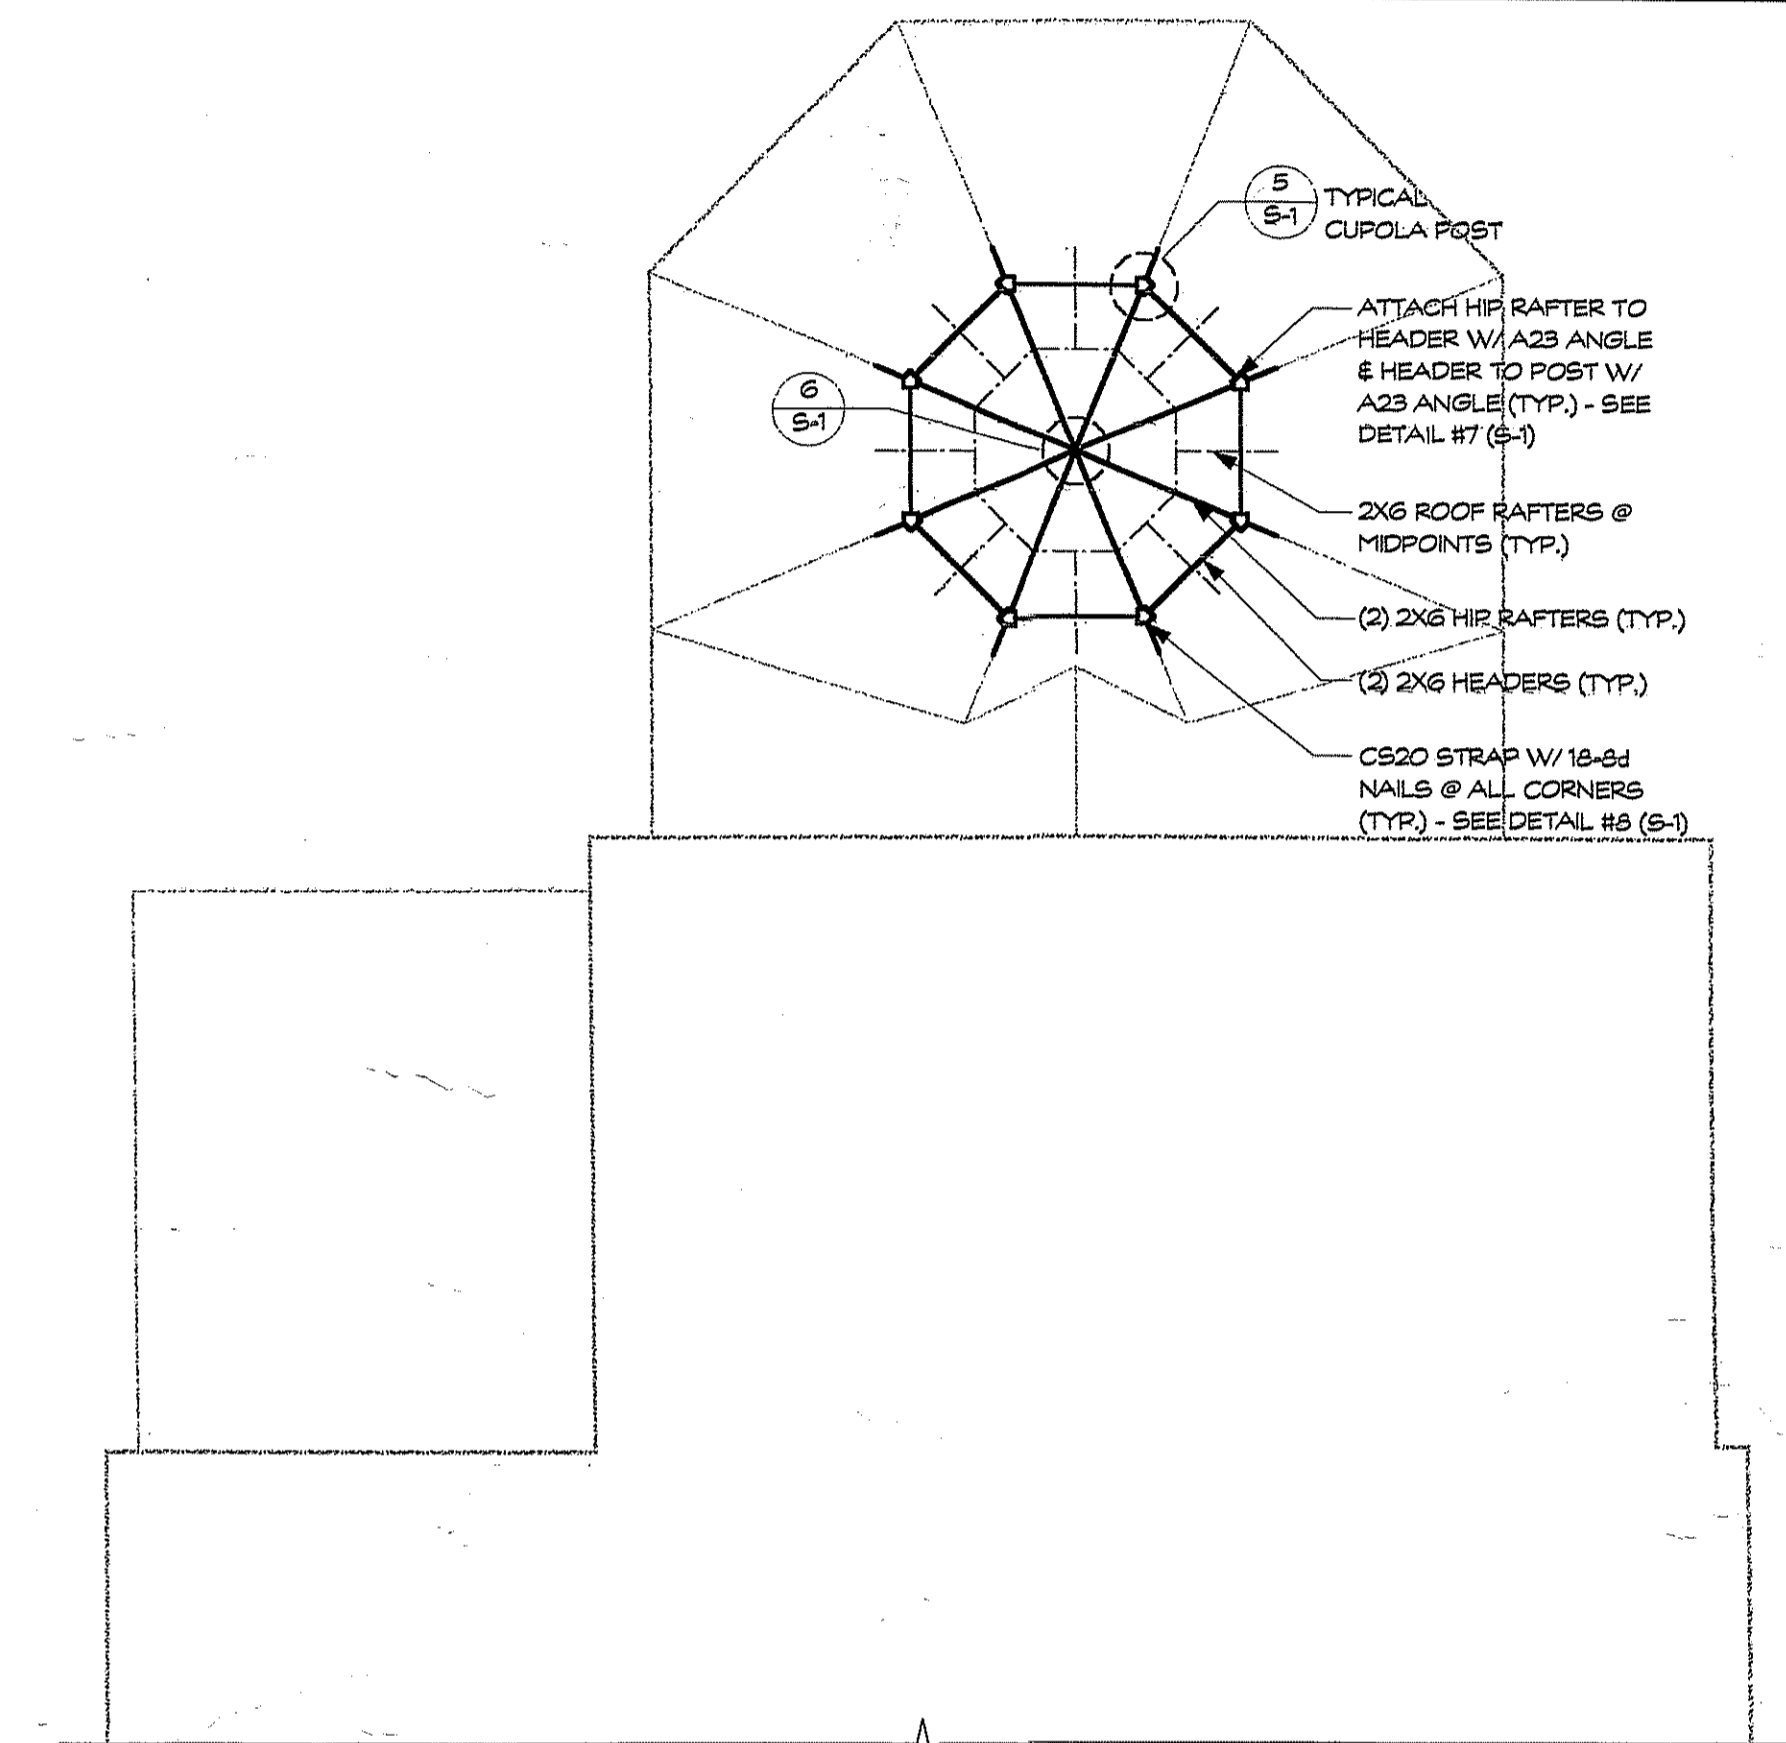 5
S-1
TYPICAL
CUPOLA POST
ATTACH HIP RAFTER TO
HEADER W/ A23 ANGLE
& HEADER TO POST W/
A23 ANGLE (TYP.) - SEE
DETAIL #7 (S-1)
6
S-1
2X6 ROOF RAFTERS @
MIDPOINTS (TYP.)
(2) 2X6 HIP RAFTERS (TYP.)
(2) 2X6 HEADERS (TYP.)
CS20 STRAP W/ 18-8d
NAILS @ ALL CORNERS
(TYP.) - SEE DETAIL #8 (S-1)